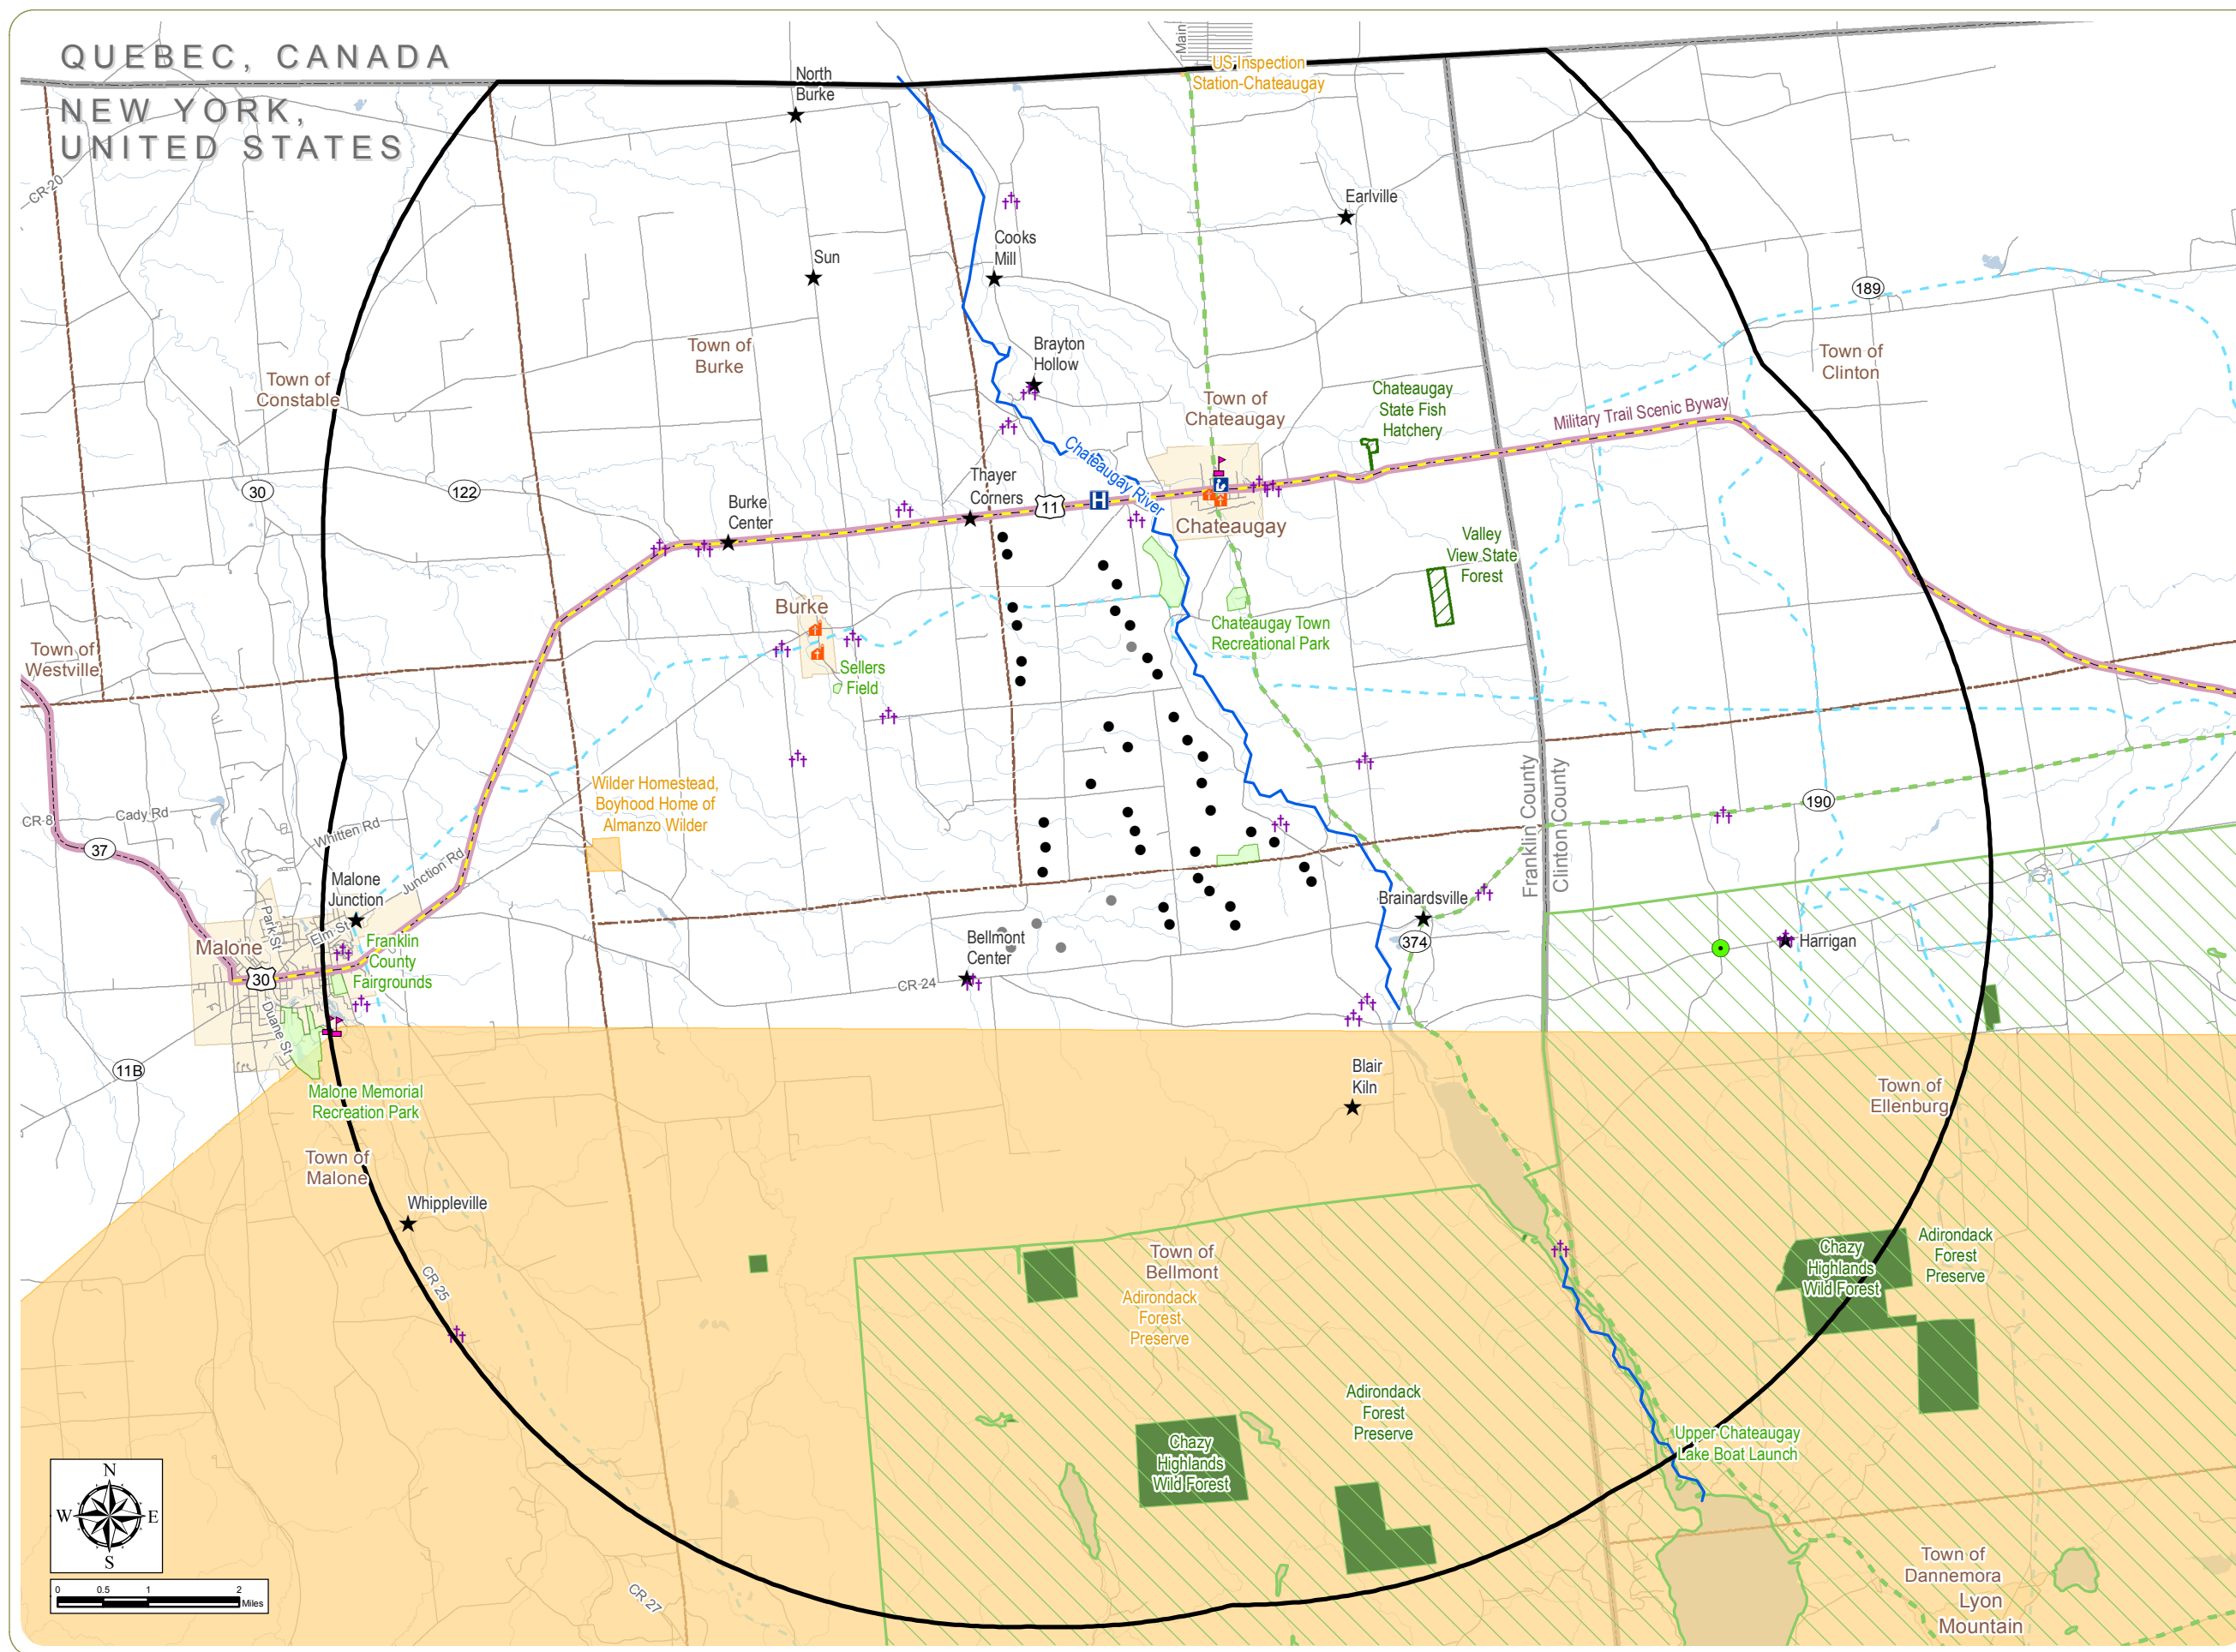 QUEBEC, CANADA
NEW YORK,
UNITED STATES
Main
US Inspection
Station-Chateaugay
North
Burke
CR 20
Earlville
Cooks
Mill
Sun
189
Brayton
Hollow
Town of
Burke
Town of
Clinton
Town of
Constable
Chateaugay
State Fish
Hatchery
Town of
Chateaugay
Military Trail Scenic Byway
Chateaugay River
Thayer
Corners
30
122
11
H
Burke
Center
Chateaugay
Valley
View State
Forest
Burke
Chateaugay Town
Recreational Park
Town of
Westville
Sellers
Field
Wilder Homestead,
Boyhood Home of
Almanzo Wilder
Franklin County
Clinton County
190
CR 8
Cady Rd
Whitten Rd
37
Junction Rd
Malone
Junction
Brainardsville
Park St
Elm St
Malone
Franklin
County
Fairgrounds
374
Harrigan
Bellmont
Center
30
CR 24
Duane St
11B
Blair
Kiln
Malone Memorial
Recreation Park
Town of
Ellenburg
Town of
Malone
Whippleville
CR 25
Town of
Bellmont
Adirondack
Forest
Preserve
Chazy
Highlands
Wild Forest
Adirondack
Forest
Preserve
Adirondack
Forest
Preserve
Chazy
Highlands
Wild Forest
Upper Chateaugay
Lake Boat Launch
N
W
E
S
CR 27
Town of
Dannemora
Lyon
Mountain
0 0.5 1 2
Miles